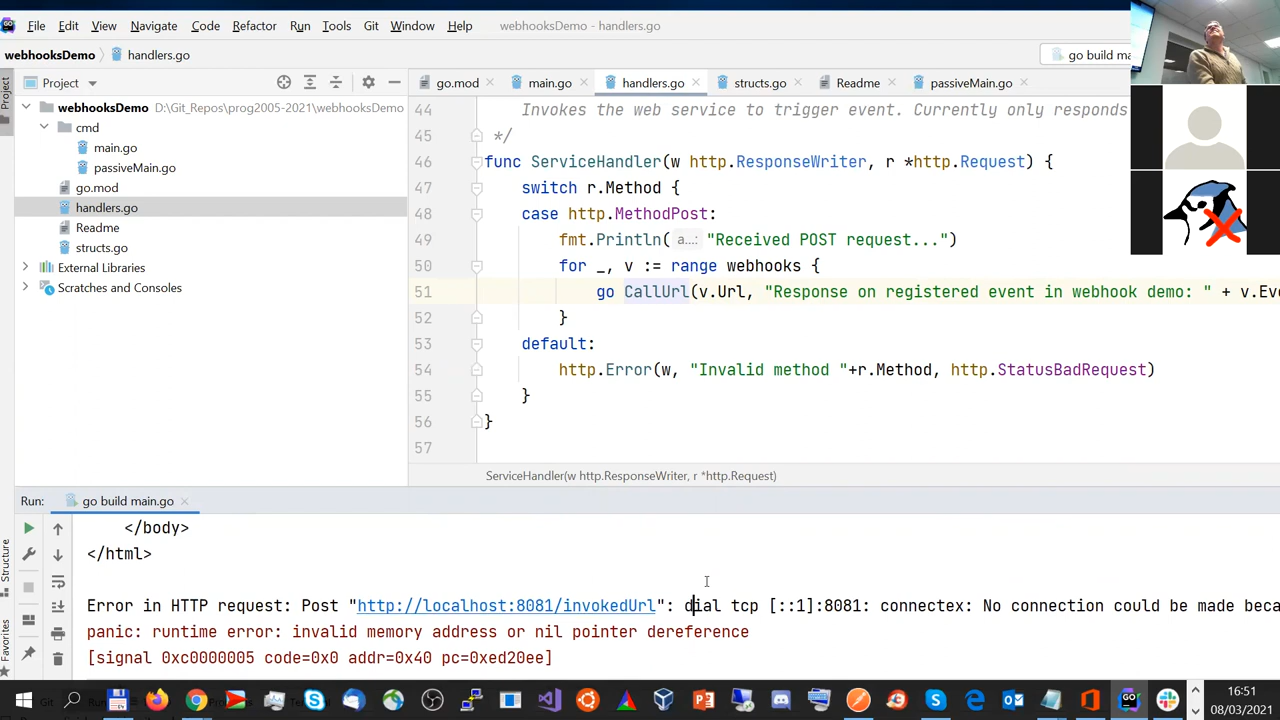 File Edit View Navigate Code Refactor Run Tools Git Window Help webhooksDemo - handlers.go
webhooksDemo handlers.go go build ma
Project
go.mod main.go handlers.go structs.go Readme passiveMain.go
Project
webhooksDemo D:\Git_Repos\prog2005-2021\webhooksDemo
cmd
main.go
passiveMain.go
go.mod
handlers.go
Readme
structs.go
External Libraries
Scratches and Consoles
44 Invokes the web service to trigger event. Currently only responds
45 */
46 func ServiceHandler(w http.ResponseWriter, r *http.Request) {
47 switch r.Method {
48 case http.MethodPost:
49 fmt.Println( a...: "Received POST request...")
50 for _, v := range webhooks {
51 go CallUrl(v.Url, "Response on registered event in webhook demo: " + v.Eve
52 }
53 default:
54 http.Error(w, "Invalid method "+r.Method, http.StatusBadRequest)
55 }
56 }
57
ServiceHandler(w http.ResponseWriter, r *http.Request)
Run: go build main.go
Structure
Favorites
</body>
</html>
Error in HTTP request: Post "http://localhost:8081/invokedUrl": dial tcp [::1]:8081: connectex: No connection could be made beca
panic: runtime error: invalid memory address or nil pointer dereference
[signal 0xc0000005 code=0x0 addr=0x40 pc=0xed20ee]
16:51
08/03/2021